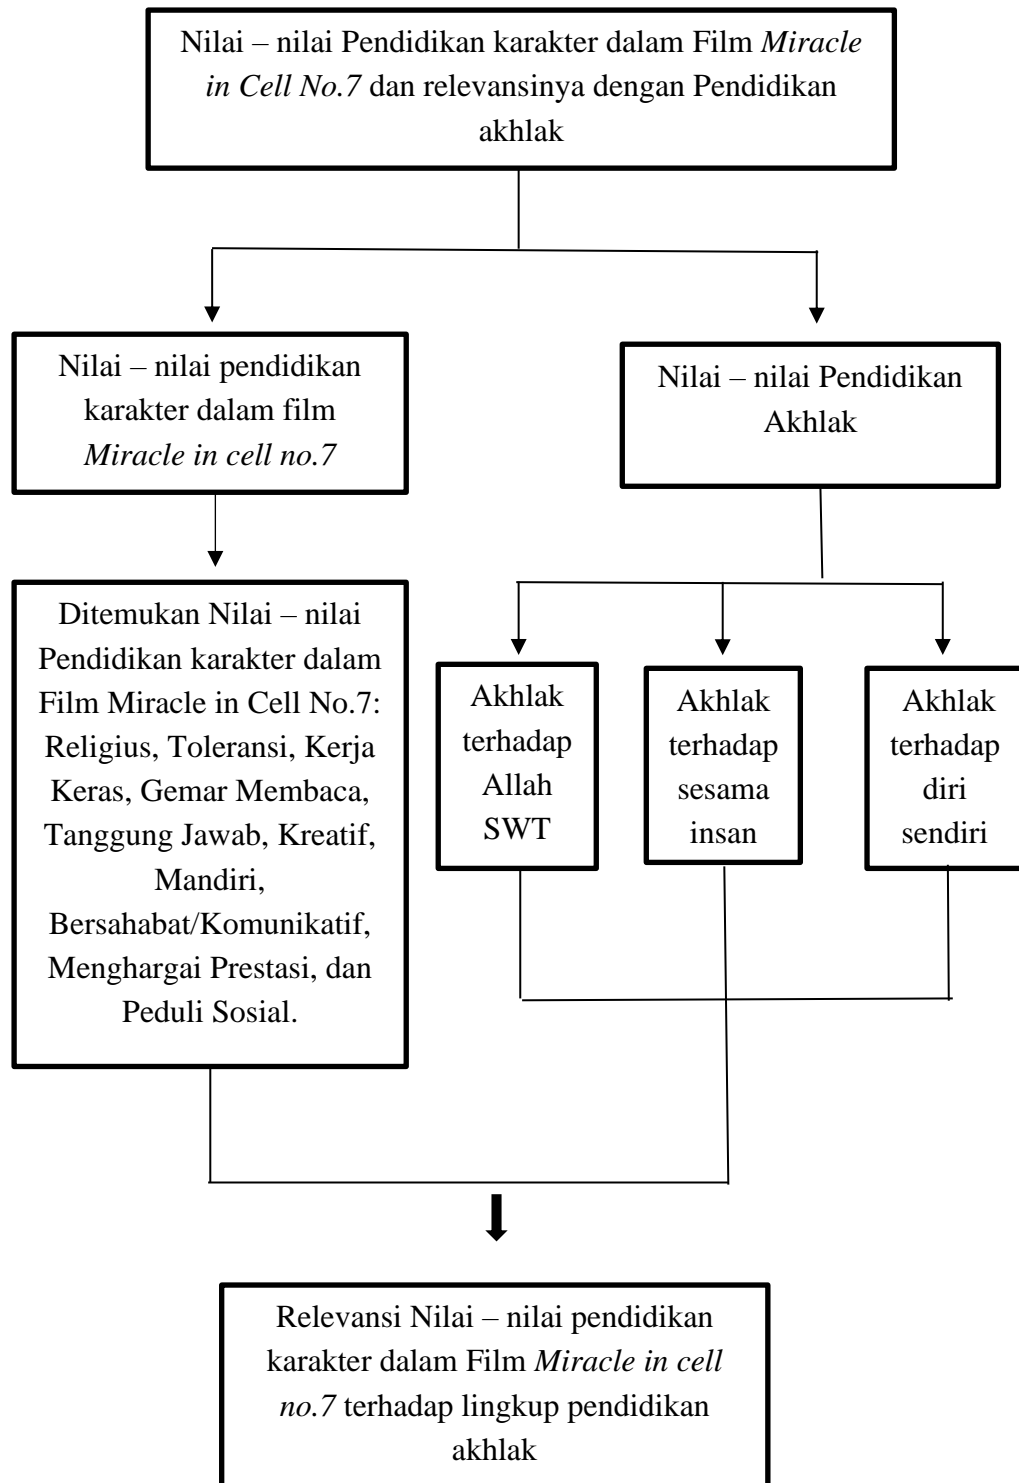 Nilai – nilai Pendidikan karakter dalam Film Miracle
in Cell No.7 dan relevansinya dengan Pendidikan
akhlak
Nilai – nilai pendidikan
karakter dalam film
Miracle in cell no.7
Nilai – nilai Pendidikan
Akhlak
Ditemukan Nilai – nilai
Pendidikan karakter dalam
Film Miracle in Cell No.7:
Religius, Toleransi, Kerja
Keras, Gemar Membaca,
Tanggung Jawab, Kreatif,
Mandiri,
Bersahabat/Komunikatif,
Menghargai Prestasi, dan
Peduli Sosial.
Akhlak
terhadap
Allah
SWT
Akhlak
terhadap
sesama
insan
Akhlak
terhadap
diri
sendiri
Relevansi Nilai – nilai pendidikan
karakter dalam Film Miracle in cell
no.7 terhadap lingkup pendidikan
akhlak